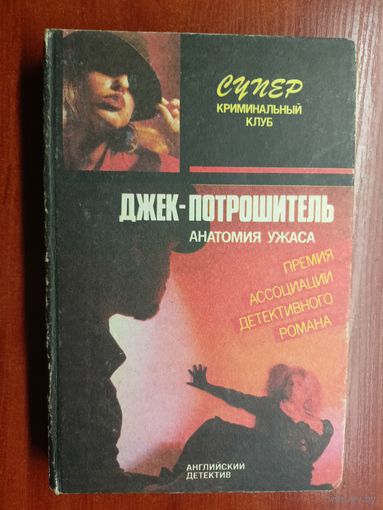 СУПЕР
КРИМИНАЛЬНЫЙ
КЛУБ
ДЖЕК-ПОТРОШИТЕЛЬ
АНАТОМИЯ УЖАСА
ПРЕМИЯ
АССОЦИАЦИИ
ДЕТЕКТИВНОГО
РОМАНА
АНГЛИЙСКИЙ
ДЕТЕКТИВ